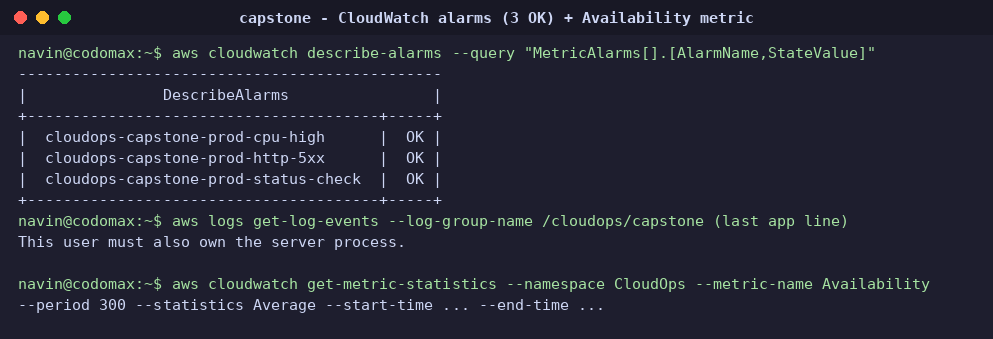 capstone - CloudWatch alarms (3 OK) + Availability metric
navin@codomax:~$ aws cloudwatch describe-alarms --query "MetricAlarms[].[AlarmName,StateValue]"
-----------------------------------------------
|               DescribeAlarms                |
+---------------------------------------+-----+
|  cloudops-capstone-prod-cpu-high      |  OK |
|  cloudops-capstone-prod-http-5xx      |  OK |
|  cloudops-capstone-prod-status-check  |  OK |
+---------------------------------------+-----+
navin@codomax:~$ aws logs get-log-events --log-group-name /cloudops/capstone (last app line)
This user must also own the server process.
navin@codomax:~$ aws cloudwatch get-metric-statistics --namespace CloudOps --metric-name Availability
--period 300 --statistics Average --start-time ... --end-time ...